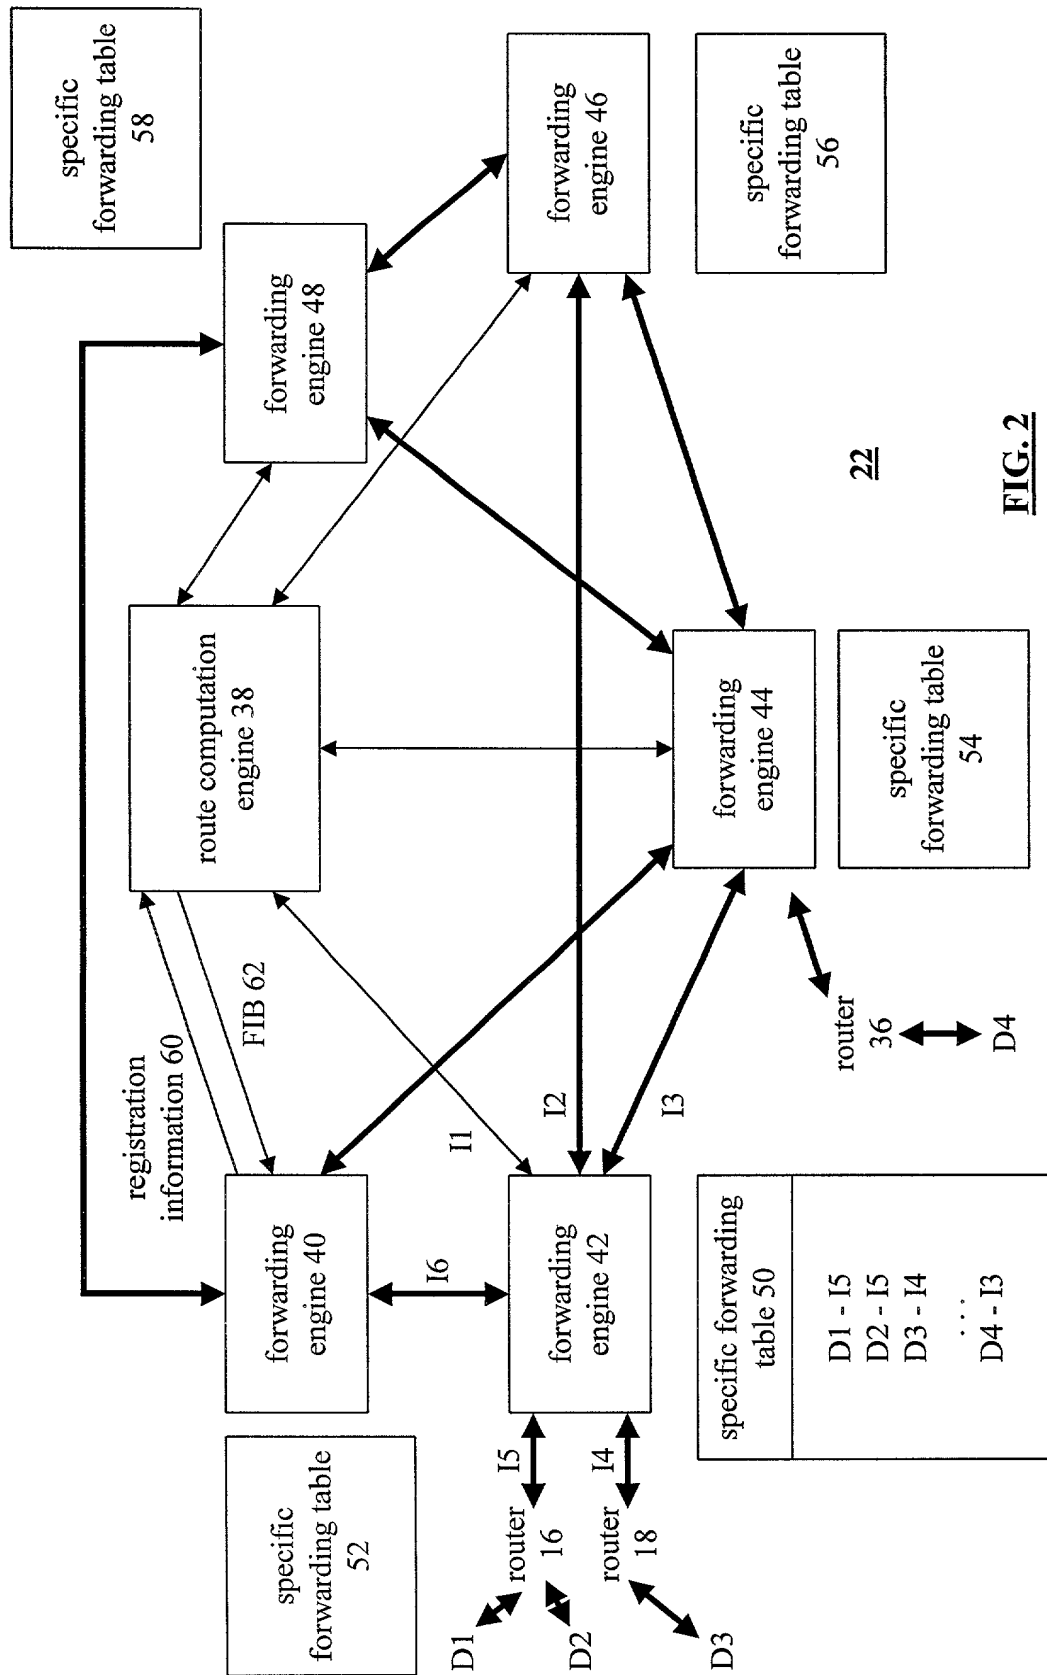 specific
forwarding table
58
forwarding
engine 48
forwarding
engine 46
specific
forwarding table
56
route computation
engine 38
registration
information 60
FIB 62
forwarding
engine 40
I6
I1
I2
I3
forwarding
engine 42
forwarding
engine 44
specific
forwarding table
54
router
36
D4
specific
forwarding table
52
I5
I4
router
16
router
18
D1
D2
D3
specific forwarding
table 50
D1 - I5
D2 - I5
D3 - I4
. . .
D4 - I3
22
FIG. 2